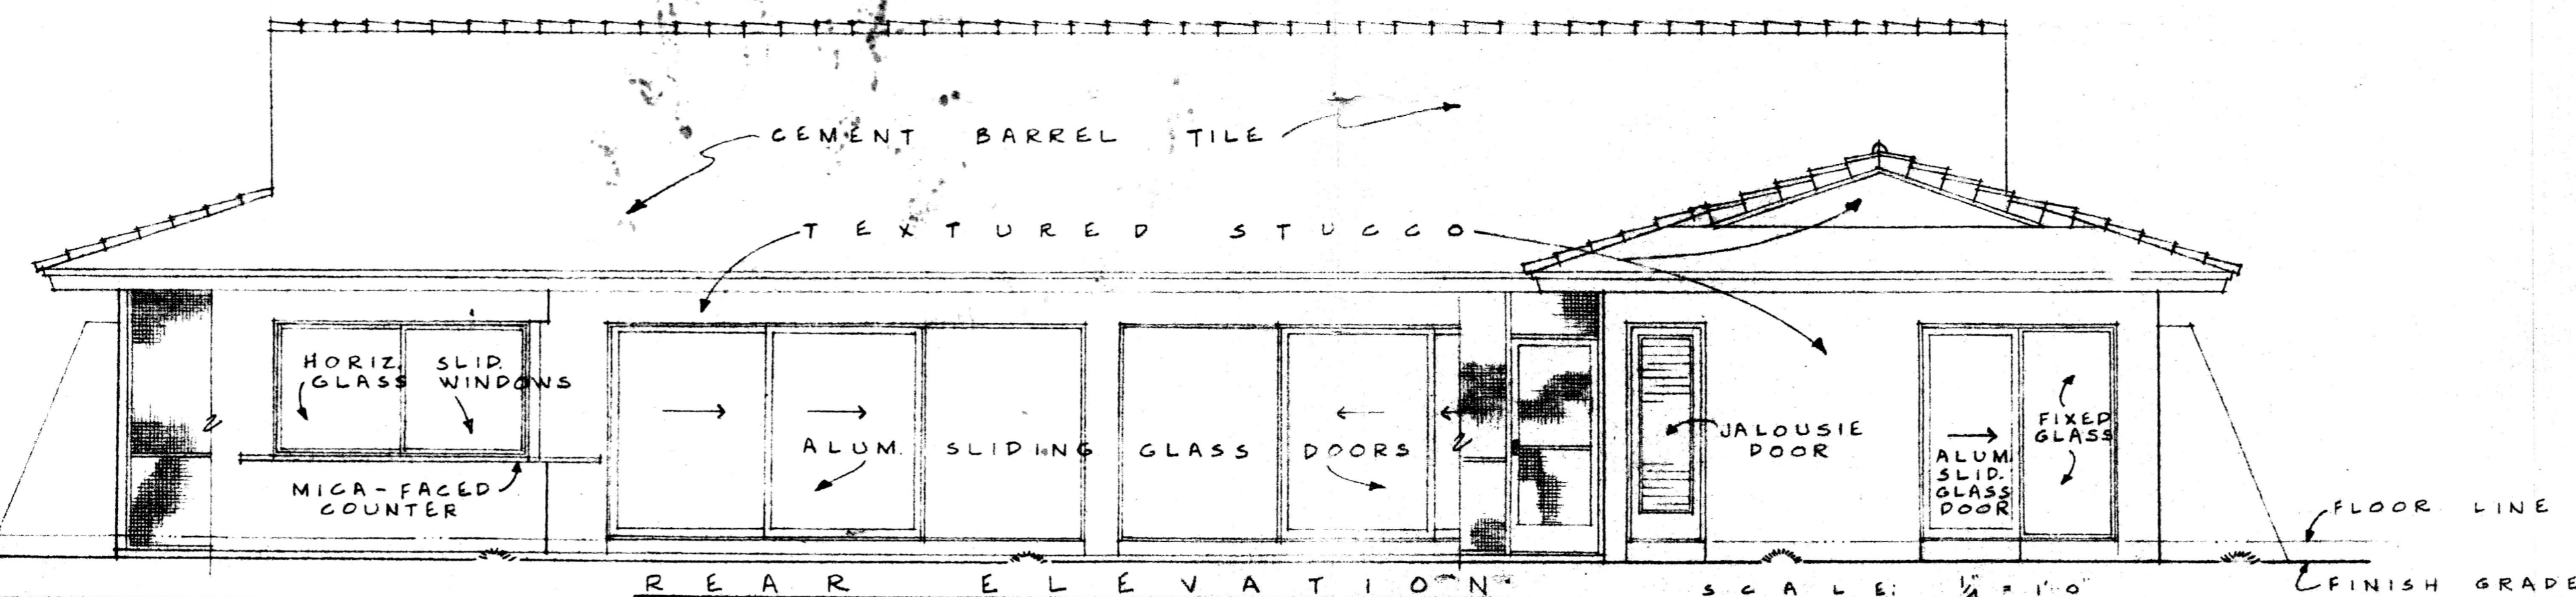 CEMENT BARREL TILE
TEXTURED STUCCO
HORIZ. SLID.
GLASS WINDOWS
MICA-FACED
COUNTER
ALUM. SLIDING GLASS DOORS
JALOUSIE
DOOR
ALUM.
SLID.
GLASS
DOOR
FIXED
GLASS
FLOOR LINE
FINISH GRADE
REAR ELEVATION
SCALE: 1/4" = 1'-0"